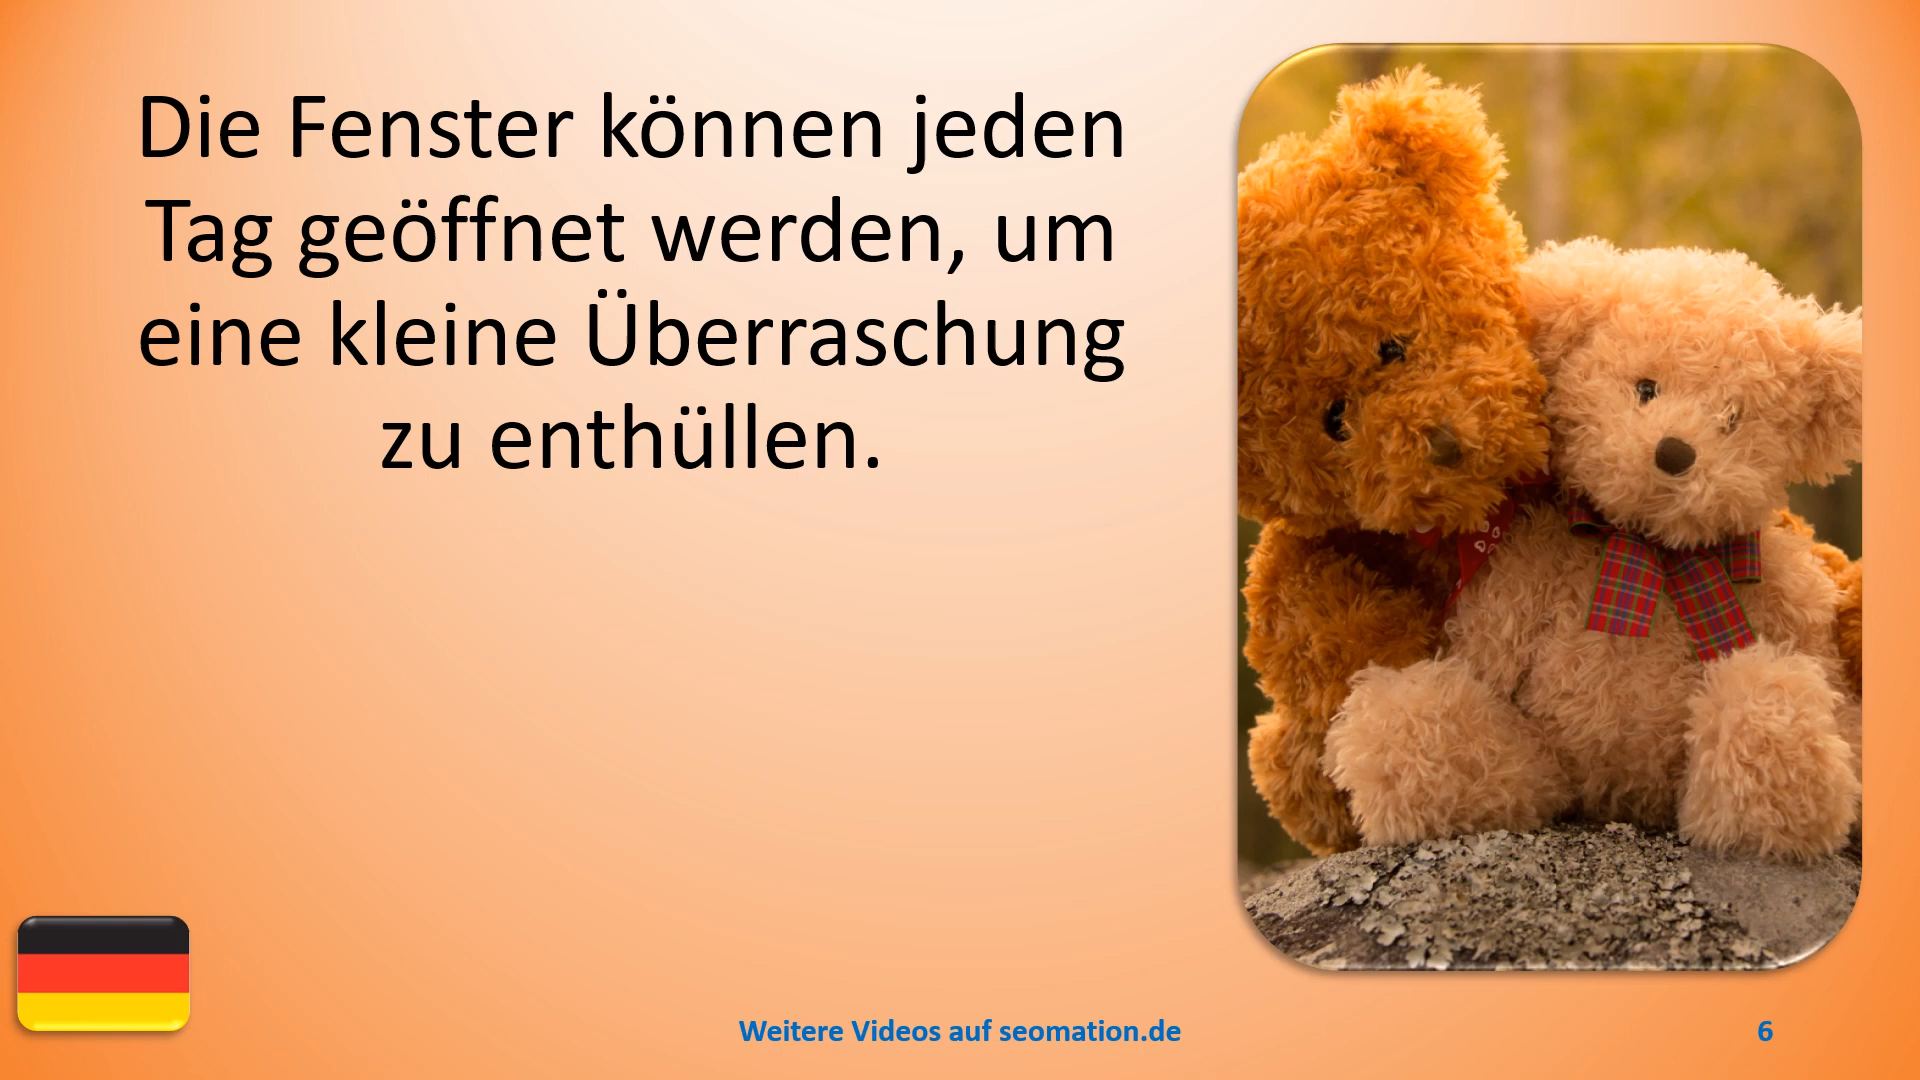 Die Fenster können jeden
Tag geöffnet werden, um
eine kleine Überraschung
zu enthüllen.
Weitere Videos auf seomation.de
6